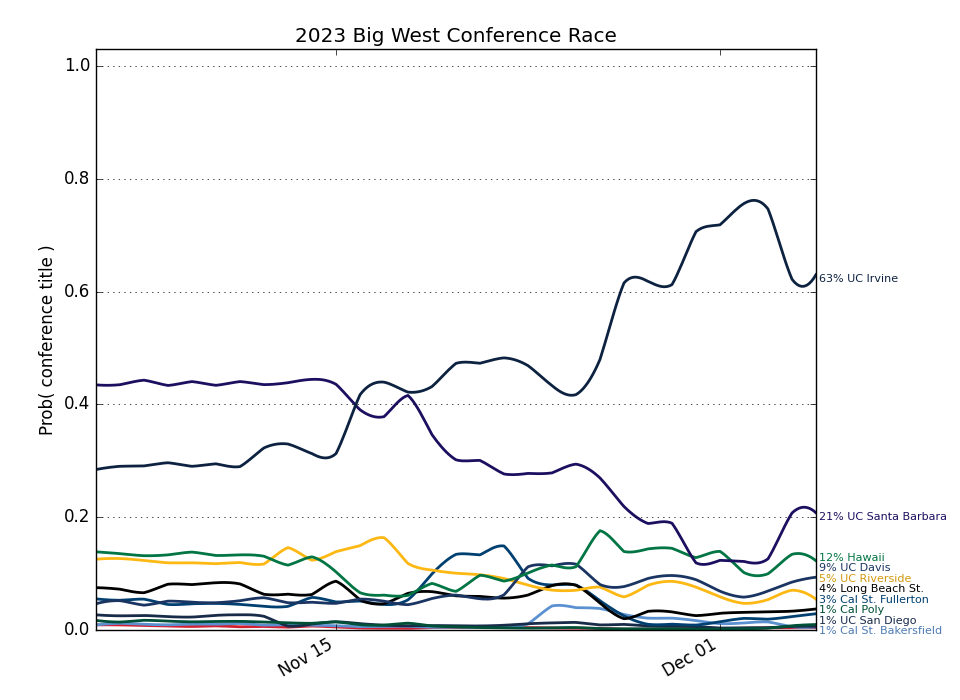 2023 Big West Conference Race
Prob( conference title )
1.0
0.8
0.6
0.4
0.2
0.0
Nov 15
Dec 01
63% UC Irvine
21% UC Santa Barbara
12% Hawaii
9% UC Davis
5% UC Riverside
4% Long Beach St.
3% Cal St. Fullerton
1% Cal Poly
1% UC San Diego
1% Cal St. Bakersfield